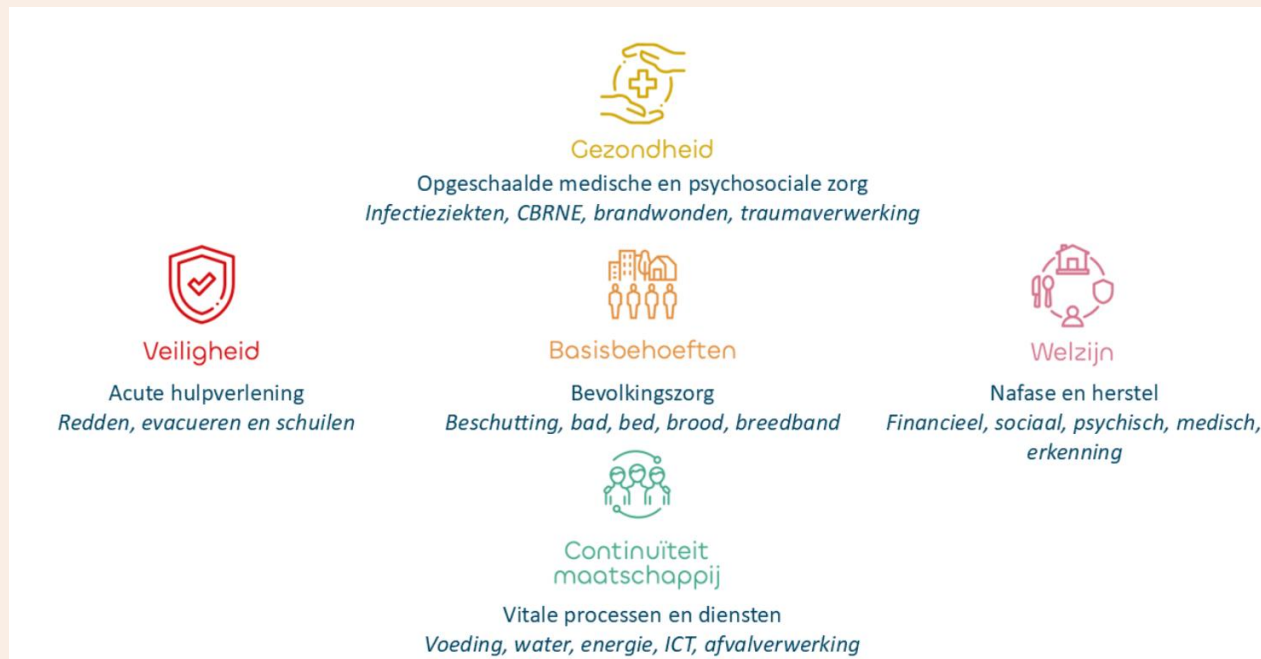 Gezondheid
Opgeschaalde medische en psychosociale zorg
Infectieziekten, CBRNE, brandwonden, traumaverwerking
Veiligheid
Acute hulpverlening
Redden, evacueren en schuilen
Basisbehoeften
Bevolkingszorg
Beschutting, bad, bed, brood, breedband
Welzijn
Nafase en herstel
Financieel, sociaal, psychisch, medisch,
erkenning
Continuïteit
maatschappij
Vitale processen en diensten
Voeding, water, energie, ICT, afvalverwerking